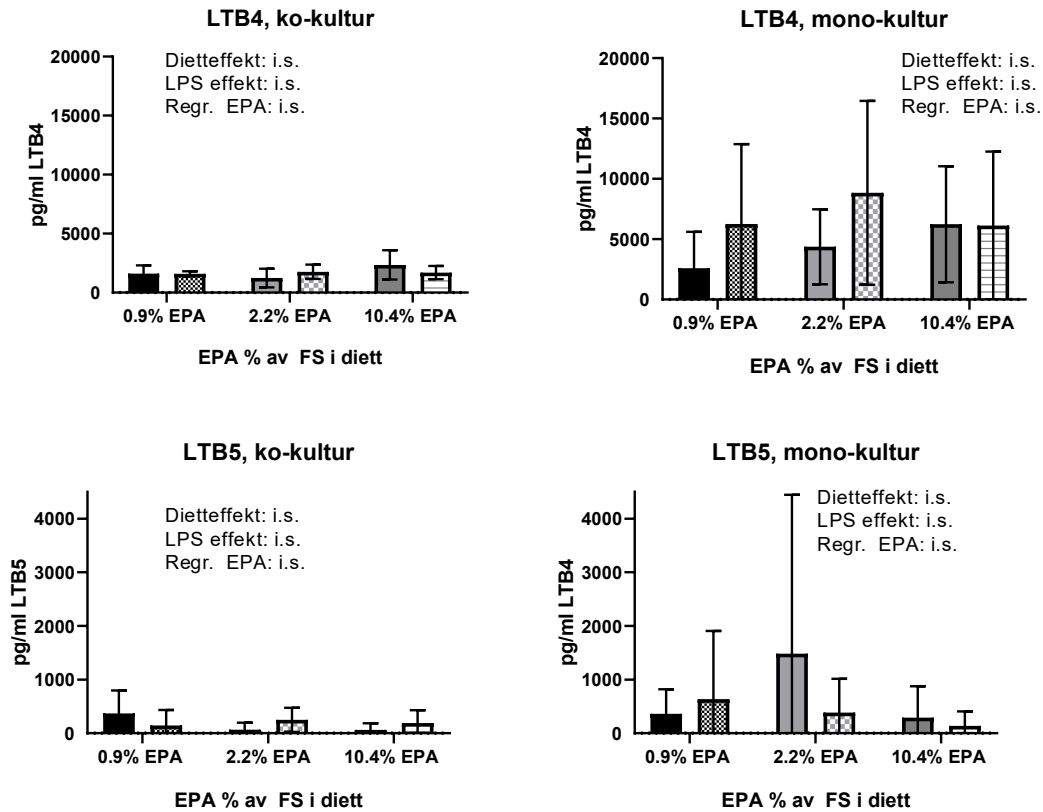 LTB4, ko-kultur
20000
15000
10000
5000
0
pg/ml LTB4
Dietteffekt: i.s.
LPS effekt: i.s.
Regr. EPA: i.s.
0.9% EPA 2.2% EPA 10.4% EPA
EPA % av FS i diett
LTB4, mono-kultur
20000
15000
10000
5000
0
pg/ml LTB4
Dietteffekt: i.s.
LPS effekt: i.s.
Regr. EPA: i.s.
0.9% EPA 2.2% EPA 10.4% EPA
EPA % av FS i diett
LTB5, ko-kultur
4000
3000
2000
1000
0
pg/ml LTB5
Dietteffekt: i.s.
LPS effekt: i.s.
Regr. EPA: i.s.
0.9% EPA 2.2% EPA 10.4% EPA
EPA % av FS i diett
LTB5, mono-kultur
4000
3000
2000
1000
0
pg/ml LTB4
Dietteffekt: i.s.
LPS effekt: i.s.
Regr. EPA: i.s.
0.9% EPA 2.2% EPA 10.4% EPA
EPA % av FS i diett